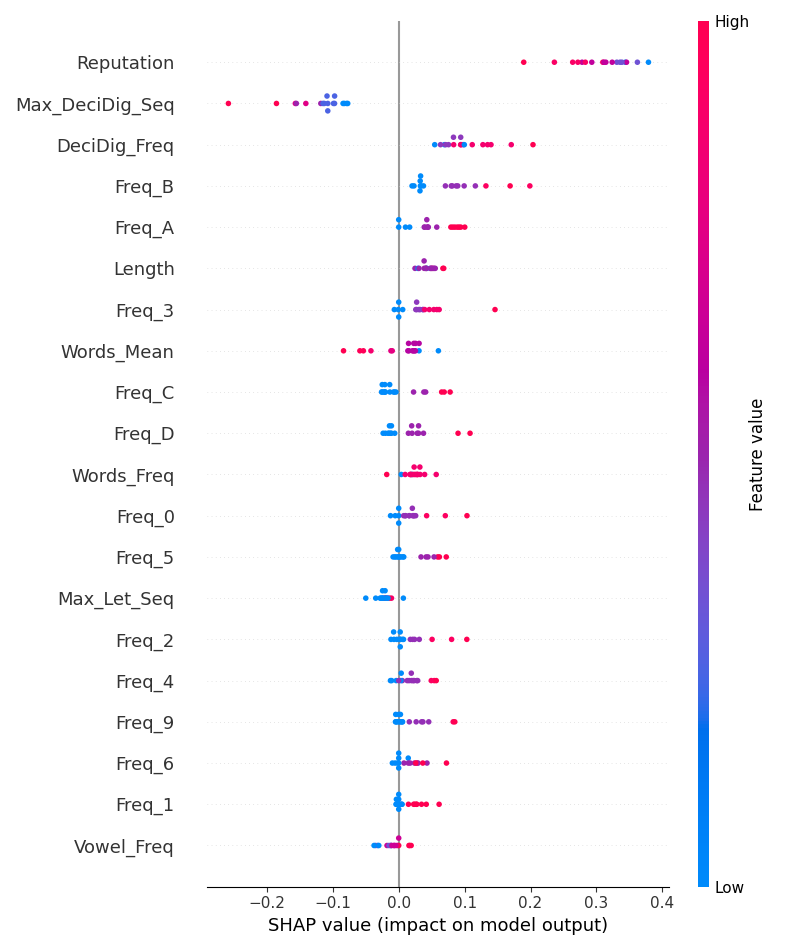 High
Reputation
Max_DeciDig_Seq
DeciDig_Freq
Freq_B
Freq_A
Length
Freq_3
Words_Mean
Freq_C
Freq_D
Words_Freq
Freq_0
Freq_5
Max_Let_Seq
Freq_2
Freq_4
Freq_9
Freq_6
Freq_1
Vowel_Freq
Feature value
Low
−0.2 −0.1 0.0 0.1 0.2 0.3 0.4
SHAP value (impact on model output)